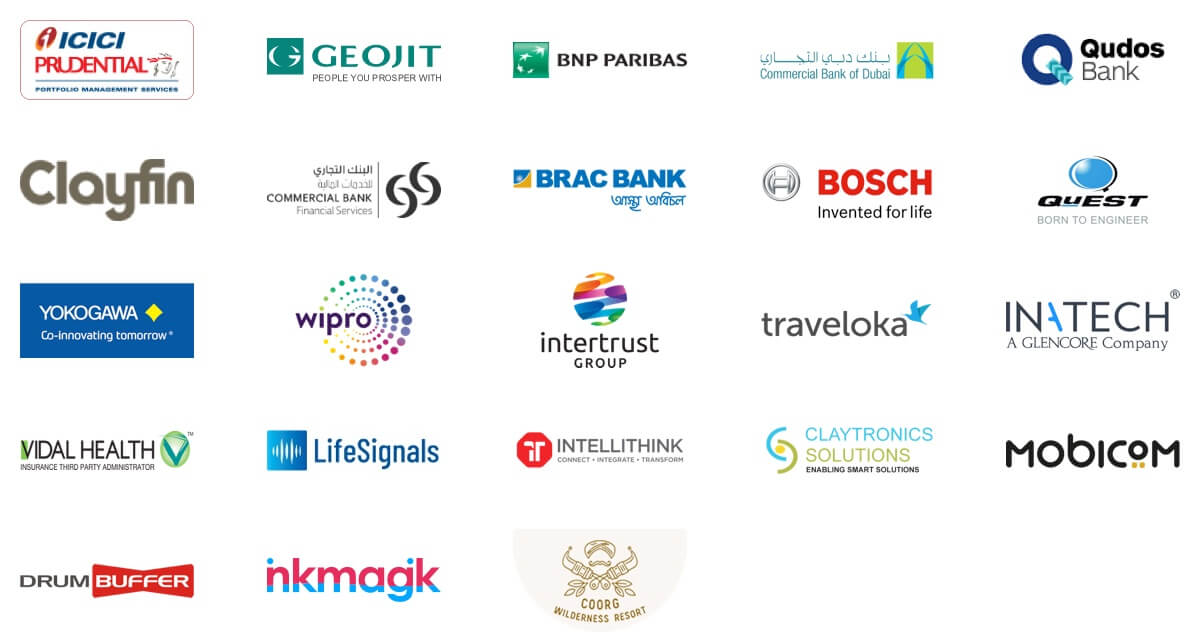 ICICI
PRUDENTIAL
PORTFOLIO MANAGEMENT SERVICES
GEOJIT
PEOPLE YOU PROSPER WITH
BNP PARIBAS
بنك دبي التجاري
Commercial Bank of Dubai
Qudos
Bank
Clayfin
البنك التجاري
للخدمات المالية
COMMERCIAL BANK
Financial Services
BRAC BANK
আস্থা অবিচল
BOSCH
Invented for life
QuEST
BORN TO ENGINEER
YOKOGAWA
Co-innovating tomorrow®
wipro
intertrust
GROUP
traveloka
INATECH®
A GLENCORE Company
VIDAL HEALTH™
INSURANCE THIRD PARTY ADMINISTRATOR
LifeSignals
INTELLITHINK
CONNECT • INTEGRATE • TRANSFORM
CLAYTRONICS
SOLUTIONS
ENABLING SMART SOLUTIONS
MOBICOM
DRUM BUFFER
inkmagik
COORG
WILDERNESS RESORT